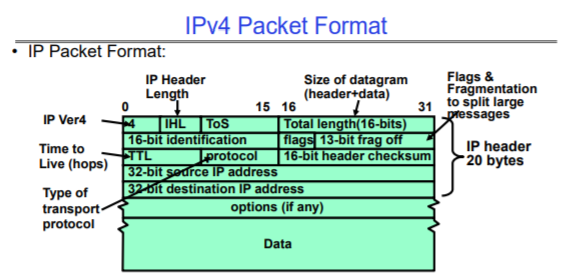 IPv4 Packet Format
• IP Packet Format:
IP Header
Length
Size of datagram
(header+data)
Flags &
Fragmentation
to split large
messages
0 15 16 31
IP Ver4
4 IHL ToS Total length(16-bits)
16-bit identification flags 13-bit frag off
Time to
Live (hops)
TTL protocol 16-bit header checksum
IP header
20 bytes
32-bit source IP address
32-bit destination IP address
Type of
transport
protocol
options (if any)
Data